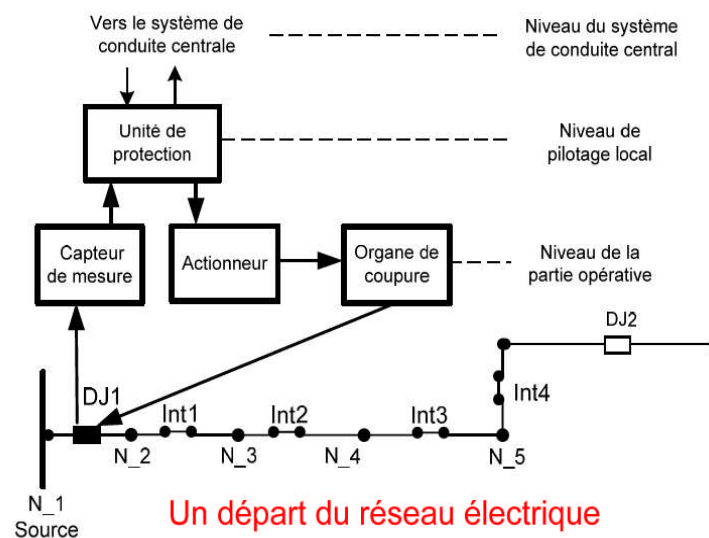 Vers le système de
conduite centrale
Niveau du système
de conduite central
Unité de
protection
Niveau de
pilotage local
Capteur
de mesure
Actionneur
Organe de
coupure
Niveau de la
partie opérative
DJ2
DJ1
Int4
Int1
Int2
Int3
N_2
N_3
N_4
N_5
N_1
Source
Un départ du réseau électrique